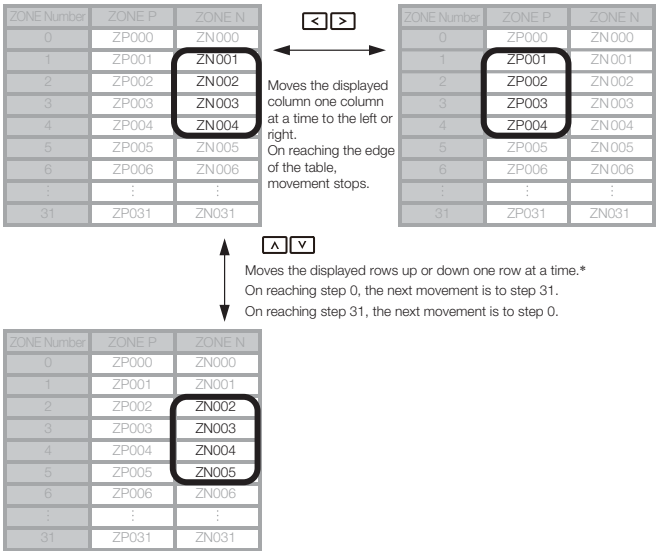 ZONE Number ZONE P ZONE N
0 ZP000 ZN000
1 ZP001 ZN001
2 ZP002 ZN002
3 ZP003 ZN003
4 ZP004 ZN004
5 ZP005 ZN005
6 ZP006 ZN006
⋮ ⋮ ⋮
31 ZP031 ZN031
< >
Moves the displayed
column one column
at a time to the left or
right.
On reaching the edge
of the table,
movement stops.
ZONE Number ZONE P ZONE N
0 ZP000 ZN000
1 ZP001 ZN001
2 ZP002 ZN002
3 ZP003 ZN003
4 ZP004 ZN004
5 ZP005 ZN005
6 ZP006 ZN006
⋮ ⋮ ⋮
31 ZP031 ZN031
∧ ∨
Moves the displayed rows up or down one row at a time.*
On reaching step 0, the next movement is to step 31.
On reaching step 31, the next movement is to step 0.
ZONE Number ZONE P ZONE N
0 ZP000 ZN000
1 ZP001 ZN001
2 ZP002 ZN002
3 ZP003 ZN003
4 ZP004 ZN004
5 ZP005 ZN005
6 ZP006 ZN006
⋮ ⋮ ⋮
31 ZP031 ZN031